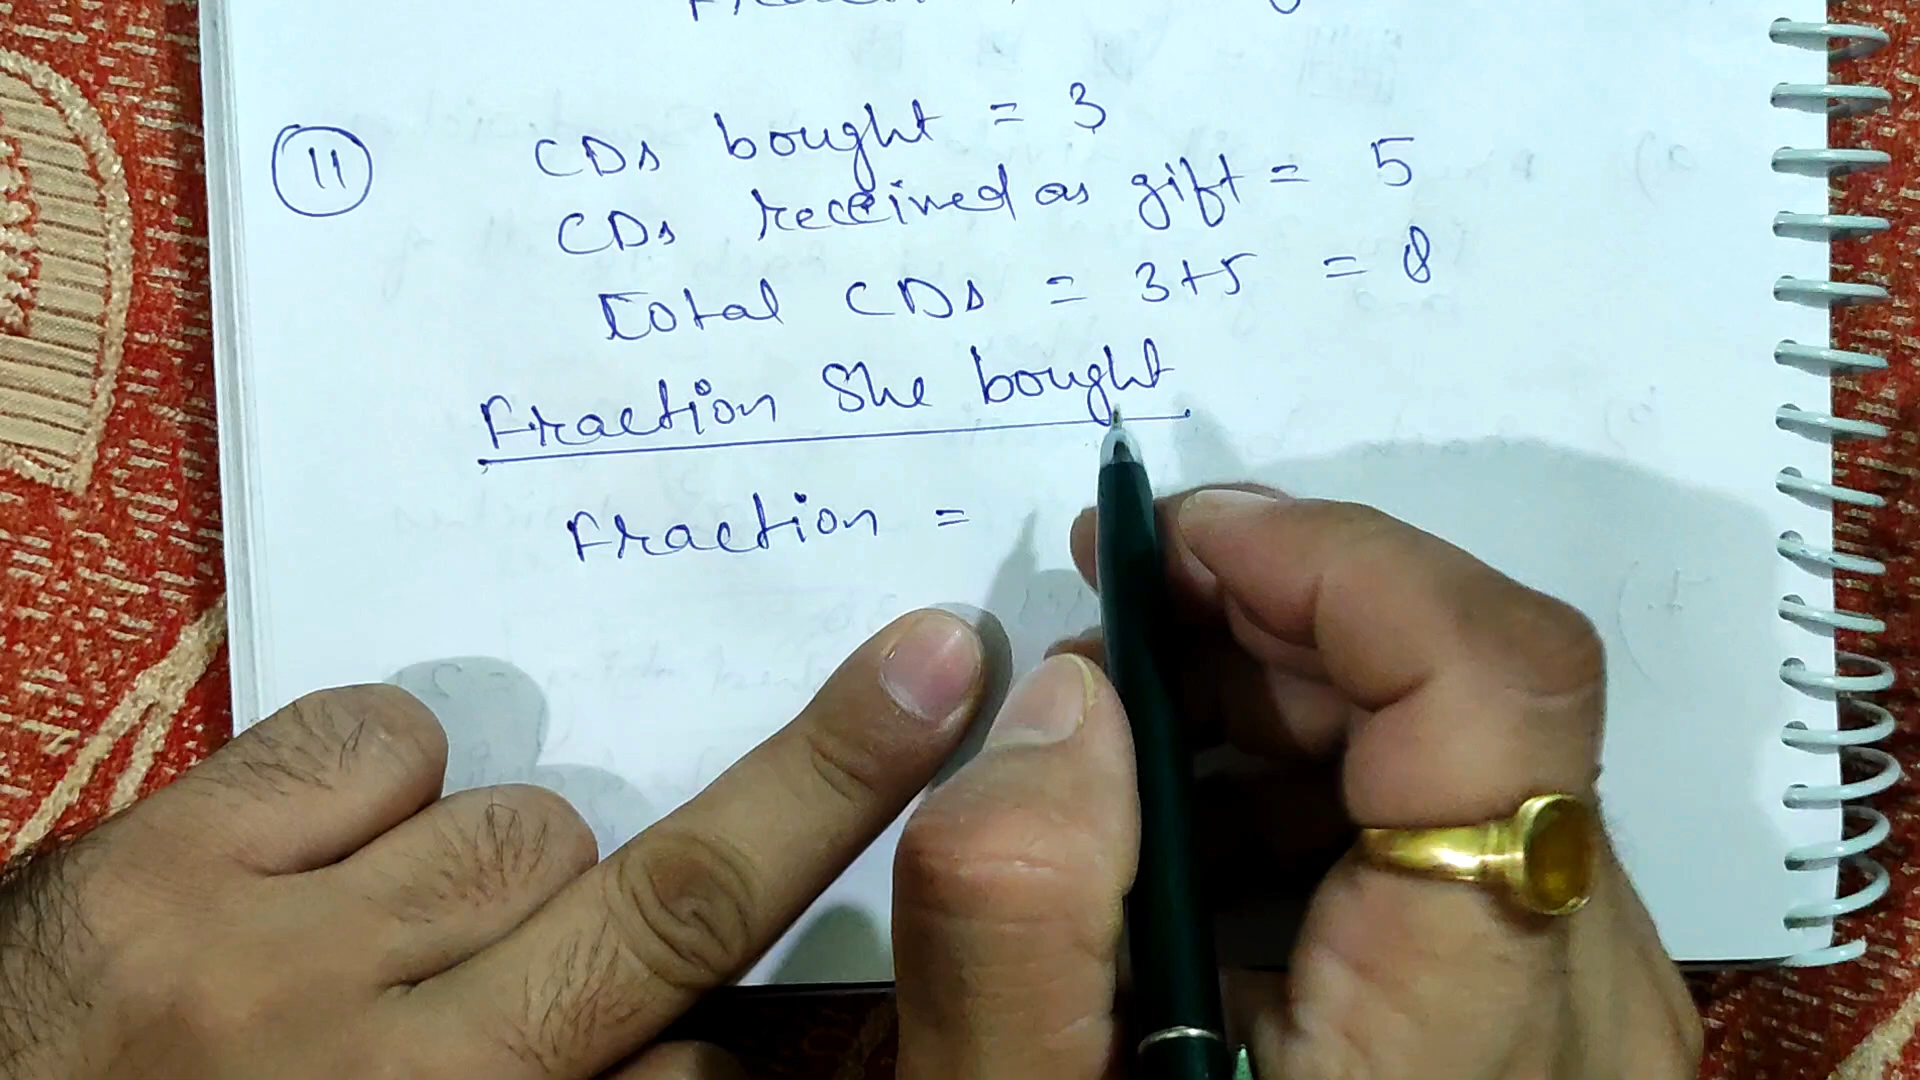 11 CDs bought = 3
CDs received as gift = 5
Total CDs = 3+5 = 8
Fraction She bought
Fraction =